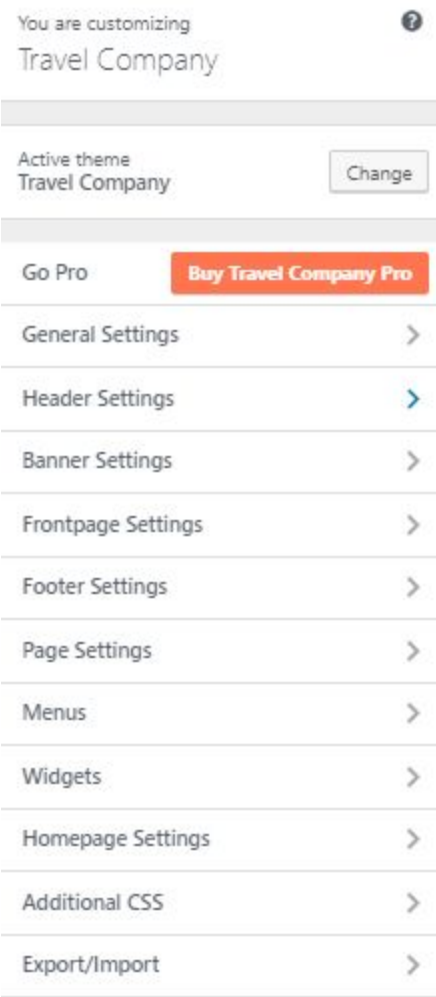 You are customizing
Travel Company
Active theme
Travel Company
Change
Go Pro
Buy Travel Company Pro
General Settings
Header Settings
Banner Settings
Frontpage Settings
Footer Settings
Page Settings
Menus
Widgets
Homepage Settings
Additional CSS
Export/Import